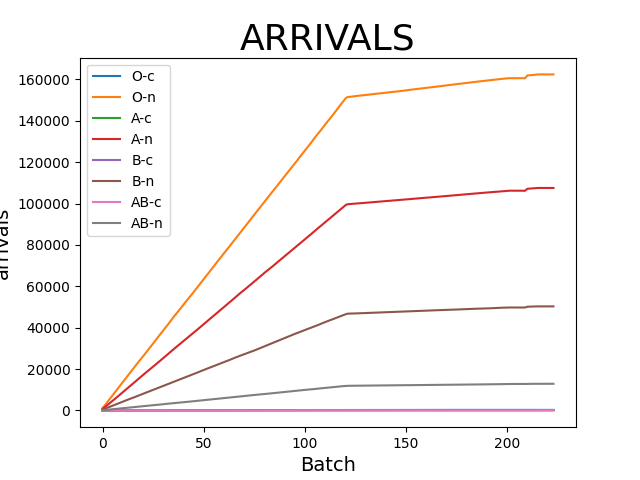 ARRIVALS
160000
140000
120000
100000
80000
60000
40000
20000
0
arrivals
O-c
O-n
A-c
A-n
B-c
B-n
AB-c
AB-n
0 50 100 150 200
Batch